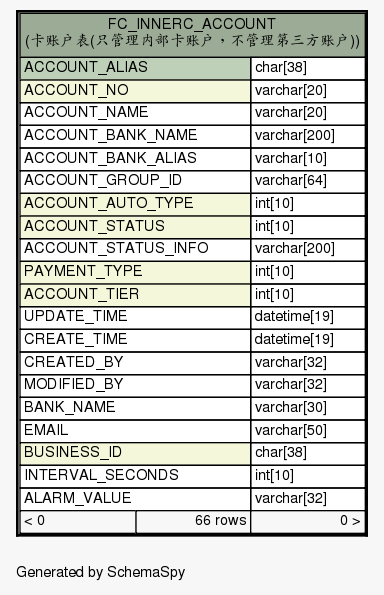 FC_INNERC_ACCOUNT
(卡账户表(只管理内部卡账户，不管理第三方账户))
ACCOUNT_ALIAS char[38]
ACCOUNT_NO varchar[20]
ACCOUNT_NAME varchar[20]
ACCOUNT_BANK_NAME varchar[200]
ACCOUNT_BANK_ALIAS varchar[10]
ACCOUNT_GROUP_ID varchar[64]
ACCOUNT_AUTO_TYPE int[10]
ACCOUNT_STATUS int[10]
ACCOUNT_STATUS_INFO varchar[200]
PAYMENT_TYPE int[10]
ACCOUNT_TIER int[10]
UPDATE_TIME datetime[19]
CREATE_TIME datetime[19]
CREATED_BY varchar[32]
MODIFIED_BY varchar[32]
BANK_NAME varchar[30]
EMAIL varchar[50]
BUSINESS_ID char[38]
INTERVAL_SECONDS int[10]
ALARM_VALUE varchar[32]
< 0 66 rows 0 >
Generated by SchemaSpy